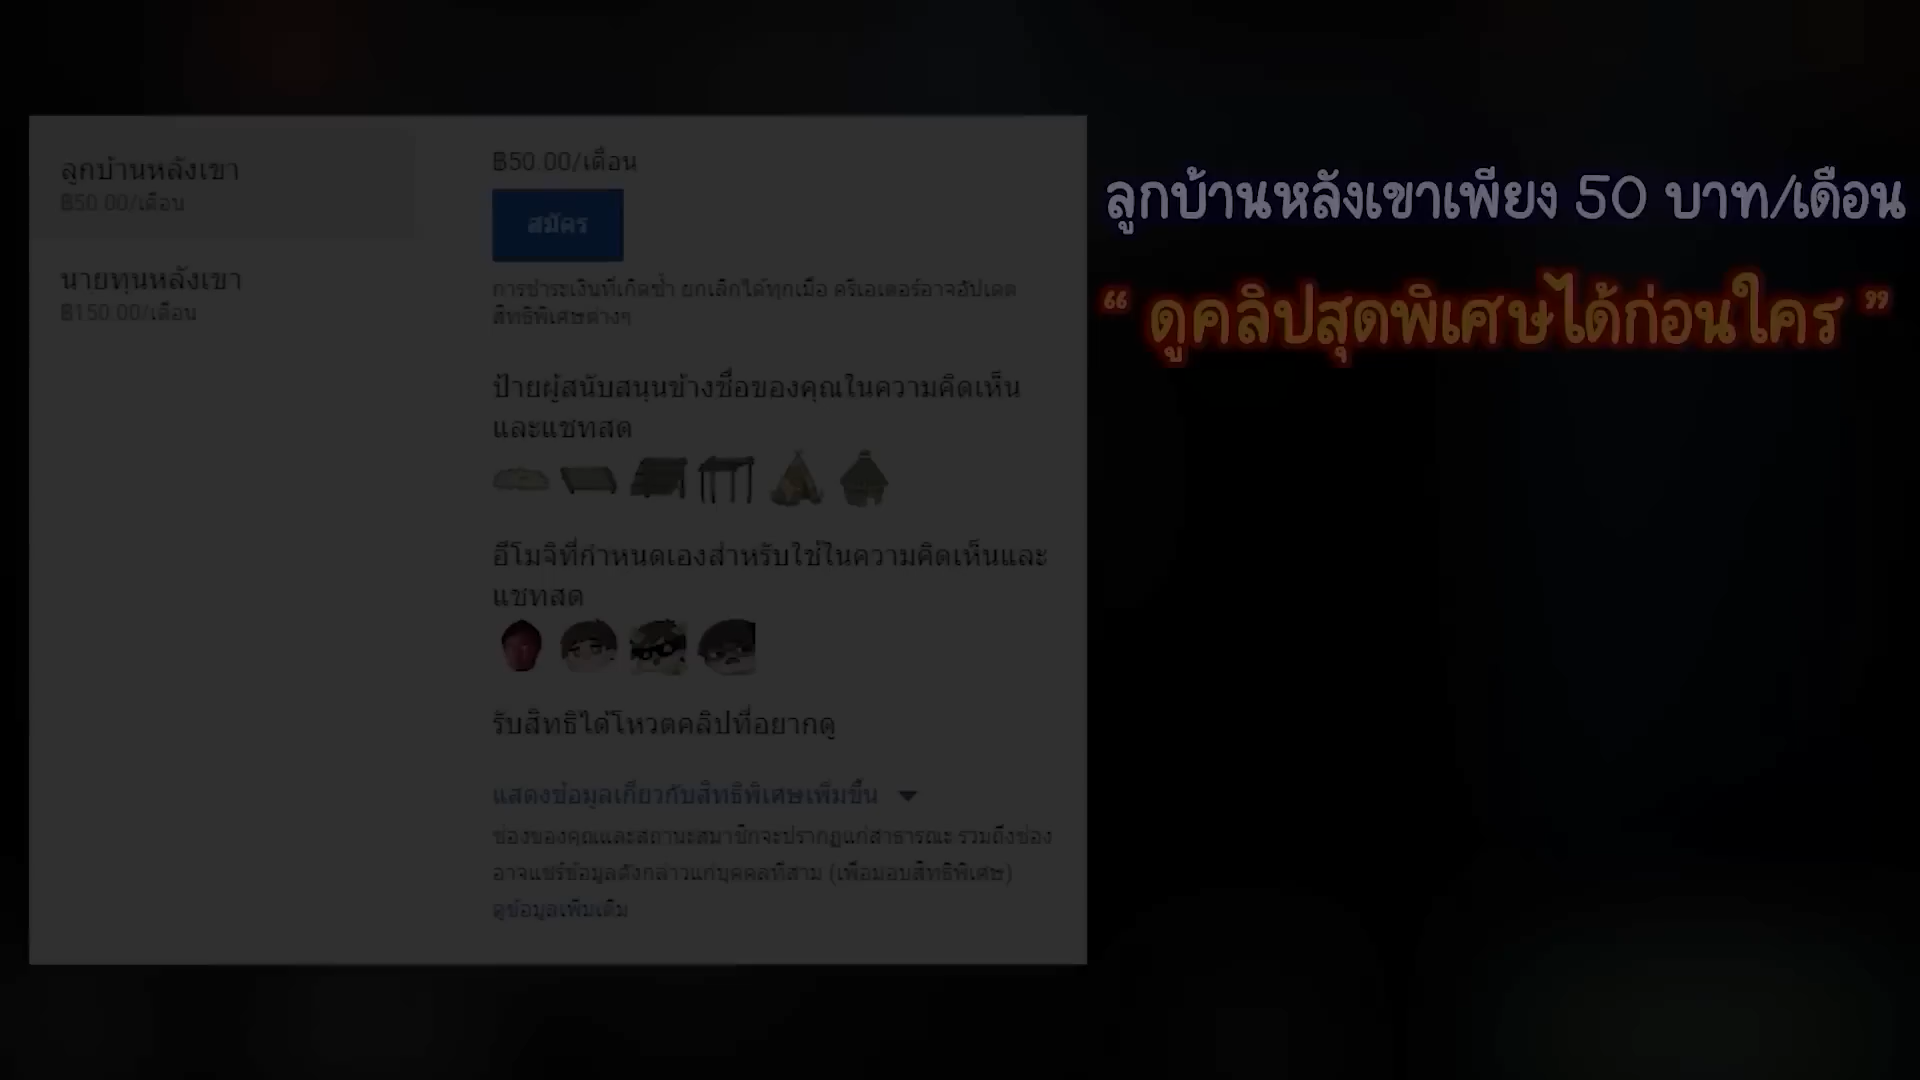 ลูกบ้านหลังเขา
฿50.00/เดือน
นายทุนหลังเขา
฿150.00/เดือน
฿50.00/เดือน
สมัคร
การชำระเงินที่เกิดซ้ำ ยกเลิกได้ทุกเมื่อ ครีเอเตอร์อาจอัปเดต
สิทธิพิเศษต่างๆ
ป้ายผู้สนับสนุนข้างชื่อของคุณในความคิดเห็น
และแชทสด
อีโมจิที่กำหนดเองสำหรับใช้ในความคิดเห็นและ
แชทสด
รับสิทธิได้โหวตคลิปที่อยากดู
แสดงข้อมูลเกี่ยวกับสิทธิพิเศษเพิ่มขึ้น
ช่องของคุณและสถานะสมาชิกจะปรากฏแก่สาธารณะ รวมถึงช่อง
อาจแชร์ข้อมูลดังกล่าวแก่บุคคลที่สาม (เพื่อมอบสิทธิพิเศษ)
ดูข้อมูลเพิ่มเติม
ลูกบ้านหลังเขาเพียง 50 บาท/เดือน
“ ดูคลิปสุดพิเศษได้ก่อนใคร ”